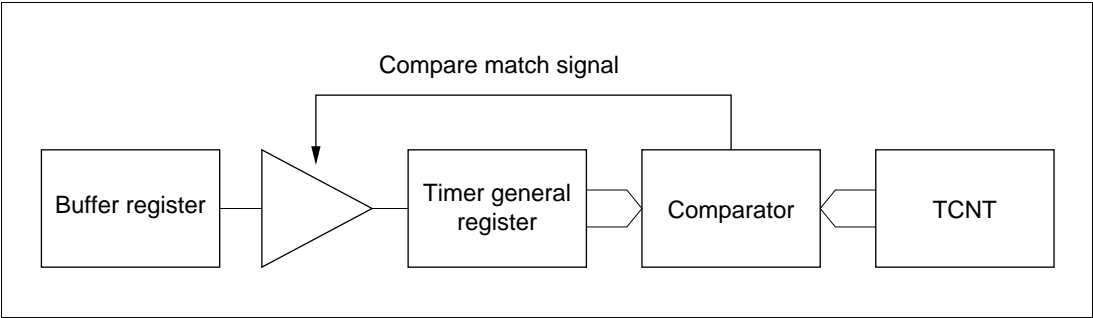 Compare match signal
Buffer register
Timer general
register
Comparator
TCNT